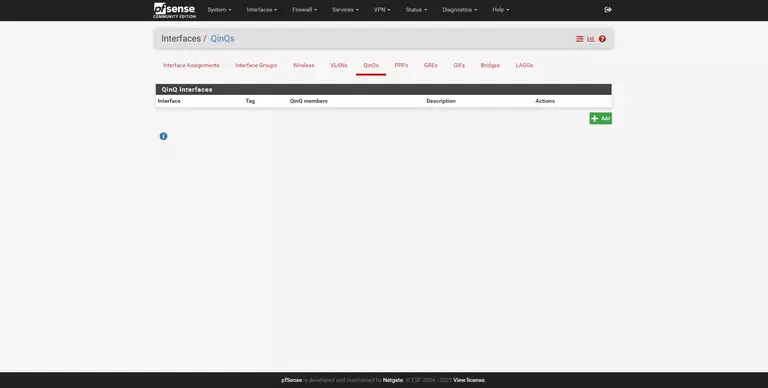 pfsense
COMMUNITY EDITION
System Interfaces Firewall Services VPN Status Diagnostics Help
Interfaces / QinQs
Interface Assignments Interface Groups Wireless VLANs QinQs PPPs GREs GIFs Bridges LAGGs
QinQ Interfaces
Interface Tag QinQ members Description Actions
Add
pfSense is developed and maintained by Netgate. © ESF 2004 - 2021 View license.